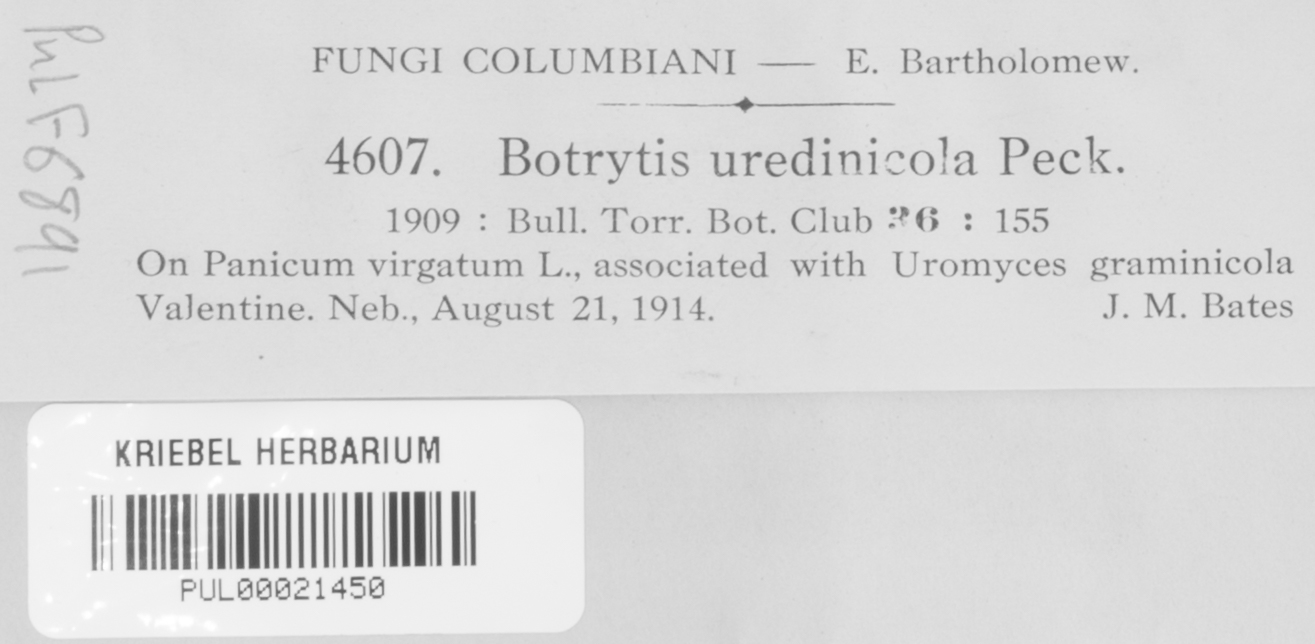 PUL F6891
FUNGI COLUMBIANI — E. Bartholomew.
4607. Botrytis uredinicola Peck.
1909 : Bull. Torr. Bot. Club 36 : 155
On Panicum virgatum L., associated with Uromyces graminicola
Valentine. Neb., August 21, 1914. J. M. Bates
KRIEBEL HERBARIUM
PUL00021450